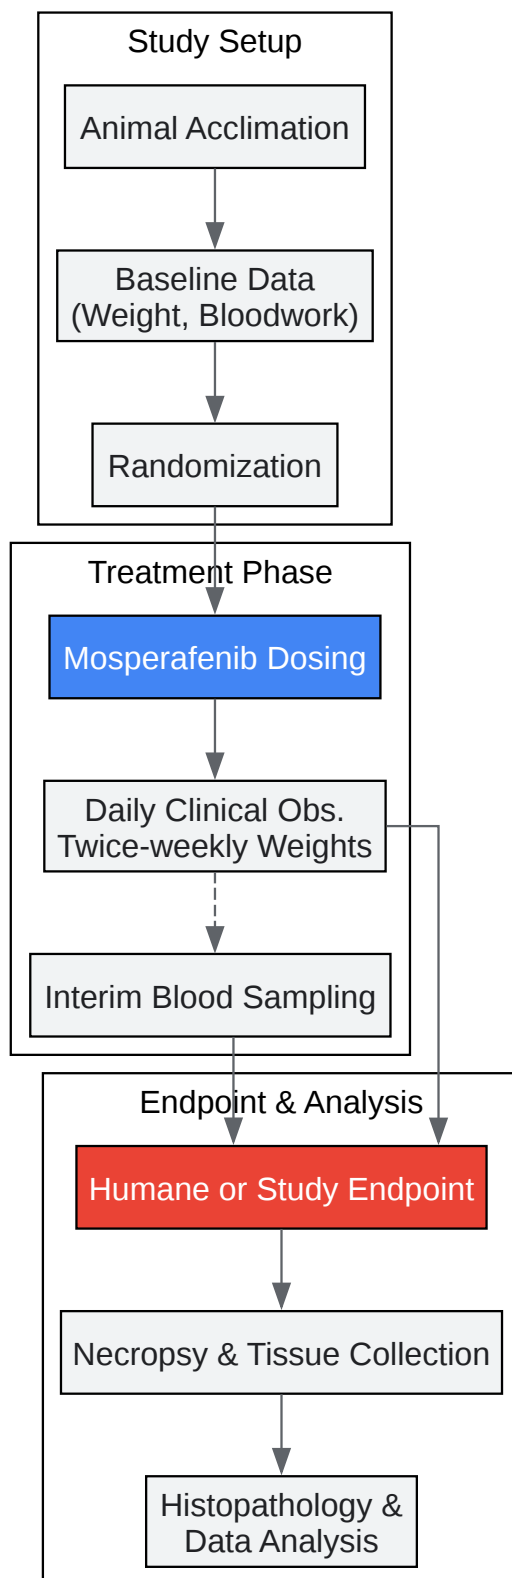 Study Setup
Animal Acclimation
Baseline Data
(Weight, Bloodwork)
Randomization
Treatment Phase
Mosperafenib Dosing
Daily Clinical Obs.
Twice-weekly Weights
Interim Blood Sampling
Endpoint & Analysis
Humane or Study Endpoint
Necropsy & Tissue Collection
Histopathology &
Data Analysis